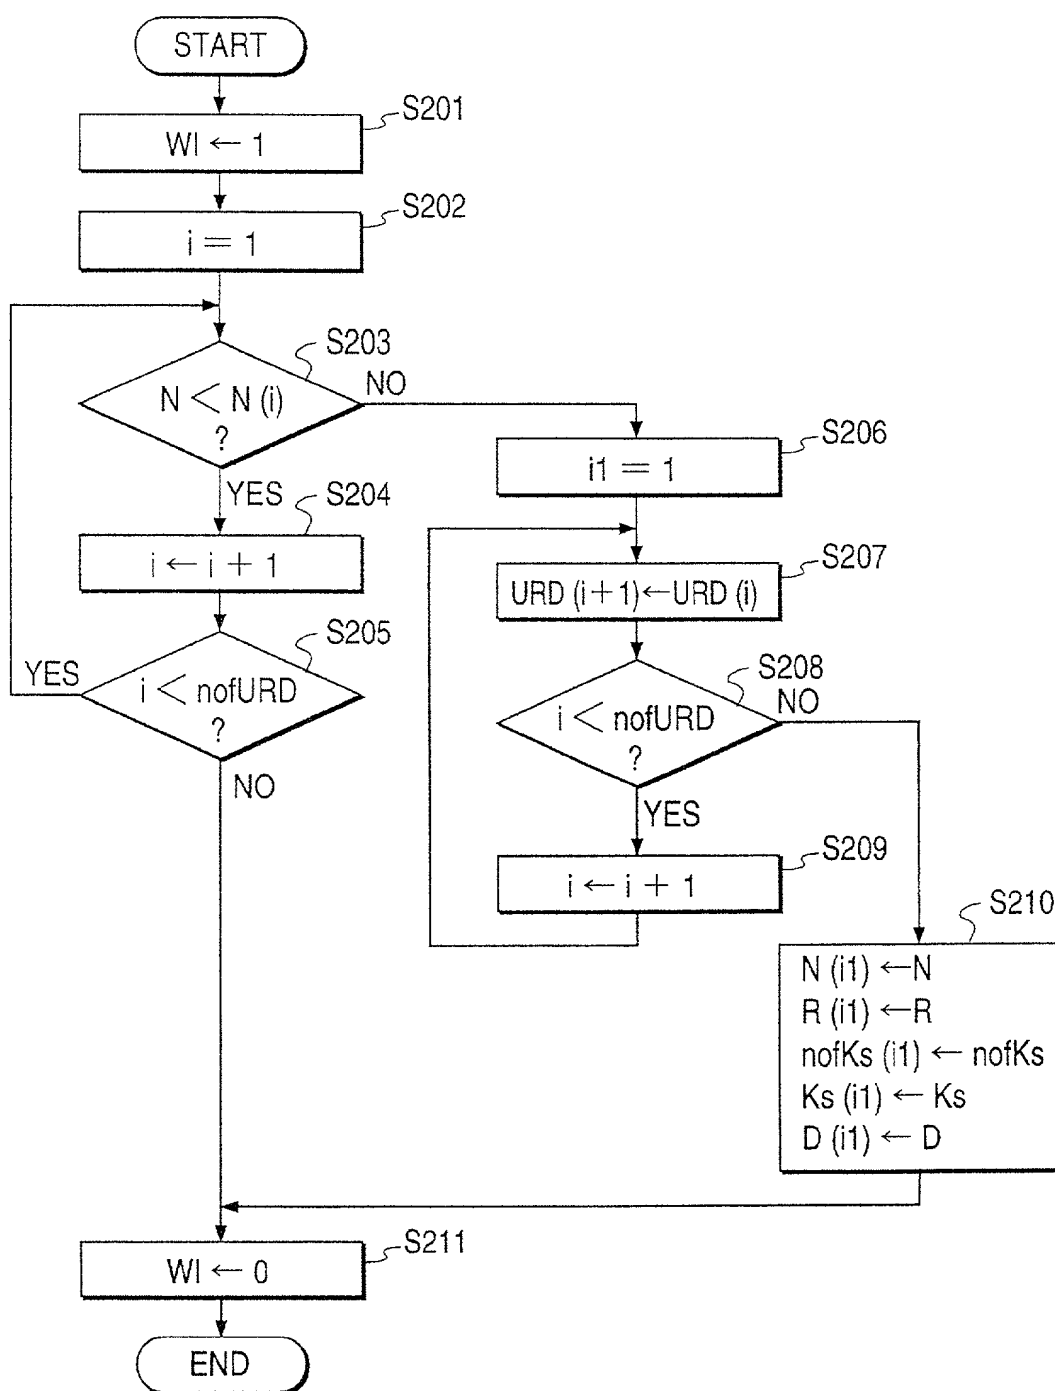 START
S201
WI ← 1
S202
i = 1
S203
N < N (i)
?
NO
YES
S204
i ← i + 1
S205
YES
i < nofURD
?
NO
S206
i1 = 1
S207
URD (i+1)←URD (i)
S208
NO
i < nofURD
?
YES
S209
i ← i + 1
S210
N (i1) ←N
R (i1) ←R
nofKs (i1) ← nofKs
Ks (i1) ← Ks
D (i1) ← D
S211
WI ← 0
END